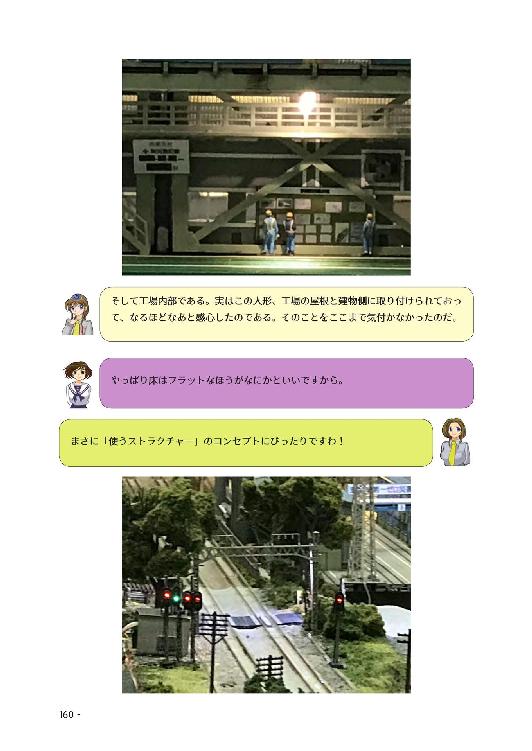 そして工場内部である。実はこの人形、工場の屋根と建物側に取り付けられておっ
て、なるほどなあと感心したのである。そのことをここまで気付かなかったのだ。
やっぱり床はフラットなほうがなにかといいですから。
まさに「使うストラクチャー」のコンセプトにぴったりですわ！
160 -